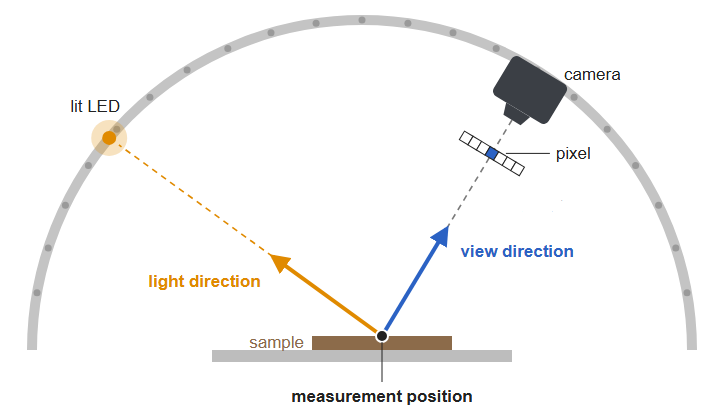 camera
lit LED
pixel
view direction
light direction
sample
measurement position